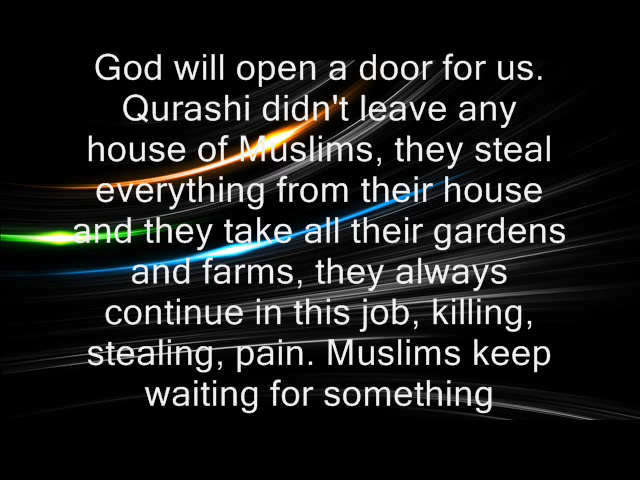 God will open a door for us.
Qurashi didn't leave any
house of Muslims, they steal
everything from their house
and they take all their gardens
and farms, they always
continue in this job, killing,
stealing, pain. Muslims keep
waiting for something